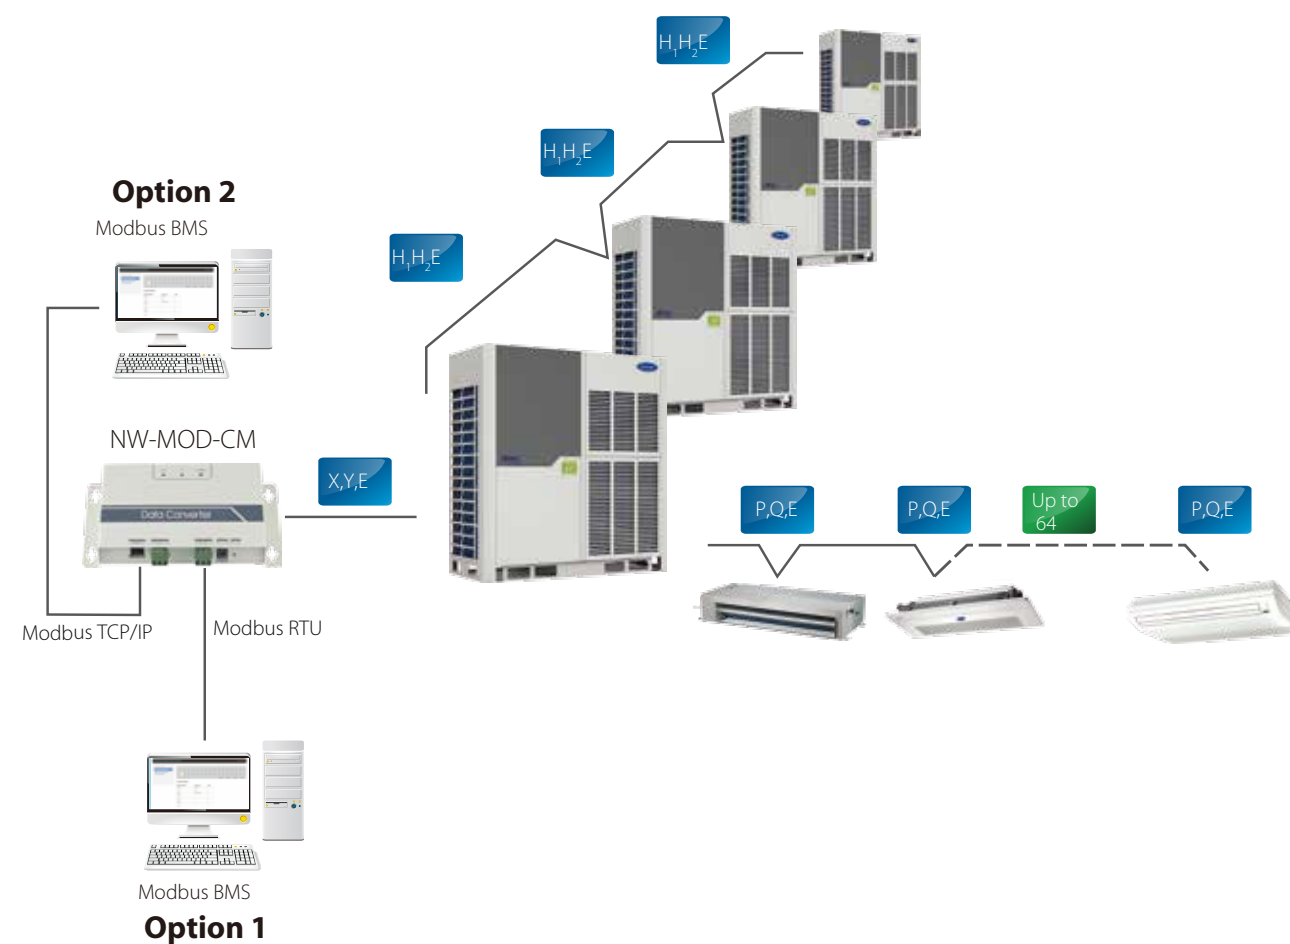 H₁H₂E
H₁H₂E
Option 2
Modbus BMS
H₁H₂E
NW-MOD-CM
X,Y,E
Data Converter
P,Q,E
P,Q,E
Up to
64
P,Q,E
Modbus TCP/IP
Modbus RTU
Modbus BMS
Option 1